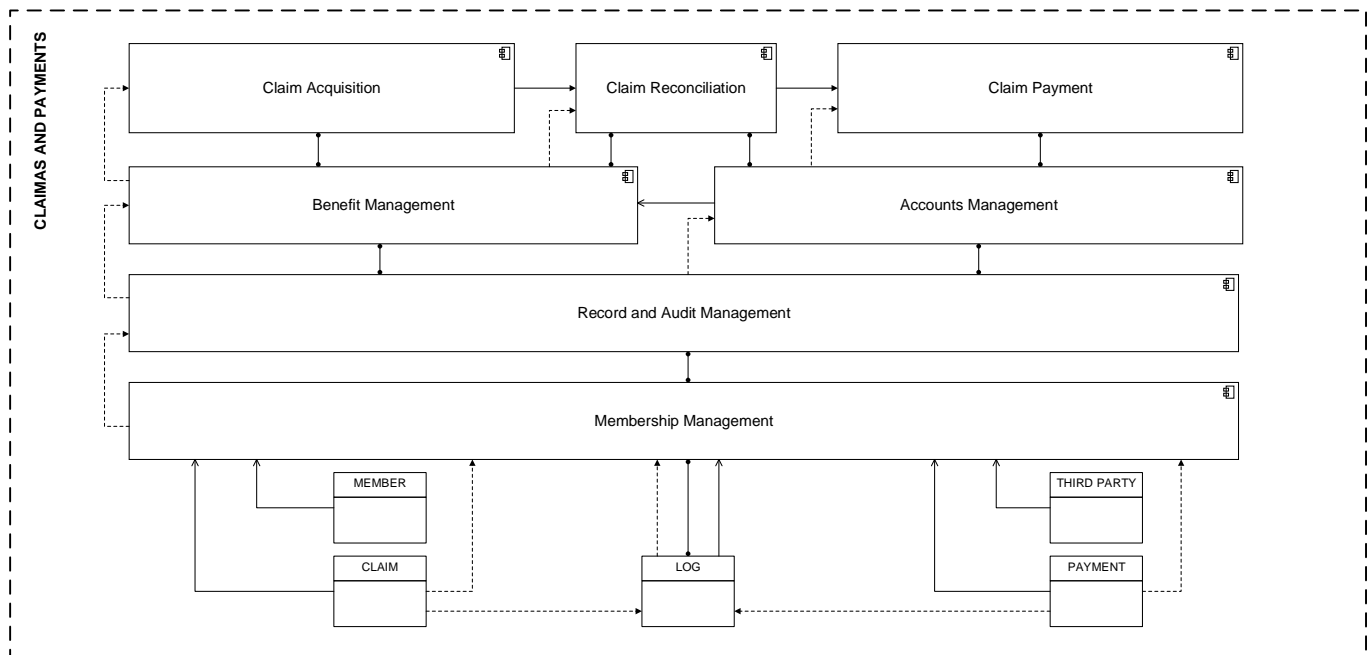 CLAIMAS AND PAYMENTS
Claim Acquisition
Claim Reconciliation
Claim Payment
Benefit Management
Accounts Management
Record and Audit Management
Membership Management
MEMBER
THIRD PARTY
CLAIM
LOG
PAYMENT